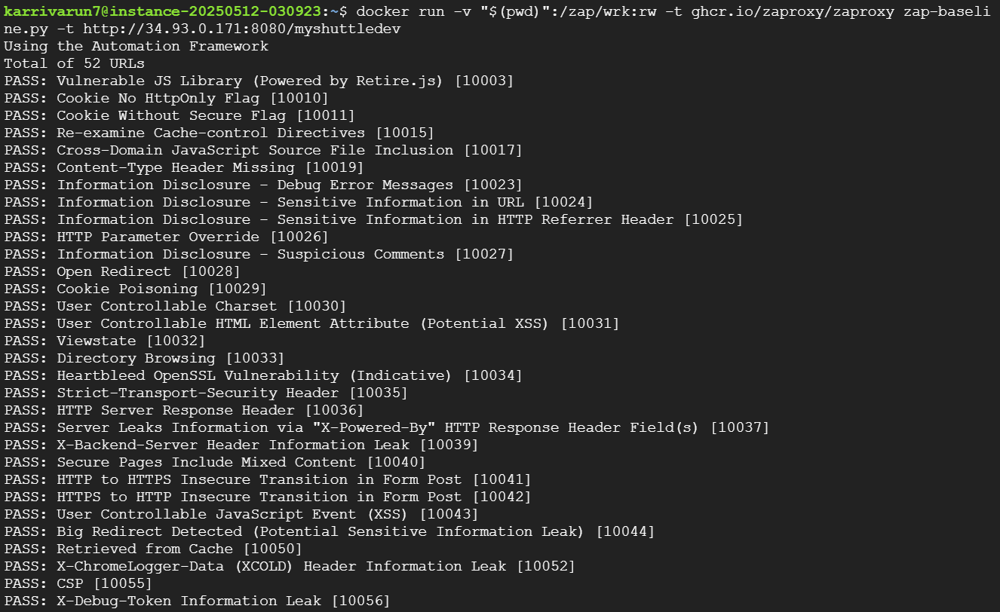 karrivarun7@instance-20250512-030923:~$ docker run -v "$(pwd)":/zap/wrk:rw -t ghcr.io/zaproxy/zaproxy zap-baseli
ne.py -t http://34.93.0.171:8080/myshuttledev
Using the Automation Framework
Total of 52 URLs
PASS: Vulnerable JS Library (Powered by Retire.js) [10003]
PASS: Cookie No HttpOnly Flag [10010]
PASS: Cookie Without Secure Flag [10011]
PASS: Re-examine Cache-control Directives [10015]
PASS: Cross-Domain JavaScript Source File Inclusion [10017]
PASS: Content-Type Header Missing [10019]
PASS: Information Disclosure - Debug Error Messages [10023]
PASS: Information Disclosure - Sensitive Information in URL [10024]
PASS: Information Disclosure - Sensitive Information in HTTP Referrer Header [10025]
PASS: HTTP Parameter Override [10026]
PASS: Information Disclosure - Suspicious Comments [10027]
PASS: Open Redirect [10028]
PASS: Cookie Poisoning [10029]
PASS: User Controllable Charset [10030]
PASS: User Controllable HTML Element Attribute (Potential XSS) [10031]
PASS: Viewstate [10032]
PASS: Directory Browsing [10033]
PASS: Heartbleed OpenSSL Vulnerability (Indicative) [10034]
PASS: Strict-Transport-Security Header [10035]
PASS: HTTP Server Response Header [10036]
PASS: Server Leaks Information via "X-Powered-By" HTTP Response Header Field(s) [10037]
PASS: X-Backend-Server Header Information Leak [10039]
PASS: Secure Pages Include Mixed Content [10040]
PASS: HTTP to HTTPS Insecure Transition in Form Post [10041]
PASS: HTTPS to HTTP Insecure Transition in Form Post [10042]
PASS: User Controllable JavaScript Event (XSS) [10043]
PASS: Big Redirect Detected (Potential Sensitive Information Leak) [10044]
PASS: Retrieved from Cache [10050]
PASS: X-ChromeLogger-Data (XCOLD) Header Information Leak [10052]
PASS: CSP [10055]
PASS: X-Debug-Token Information Leak [10056]